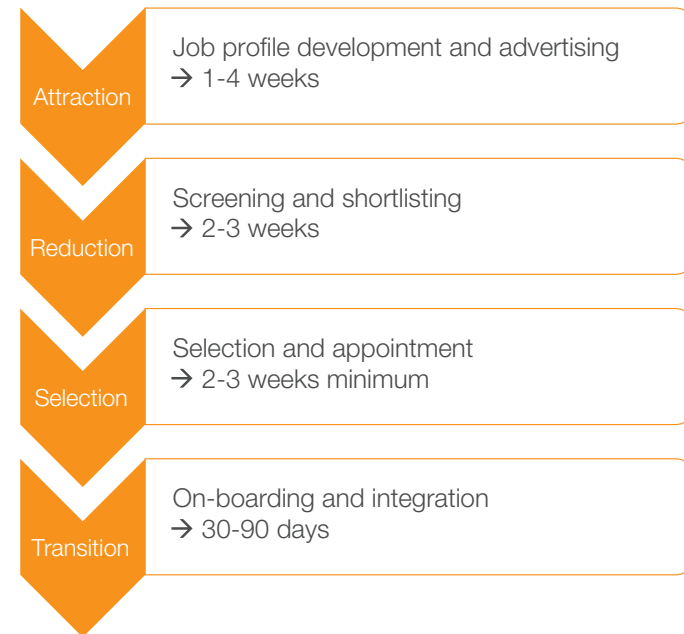 Attraction
Job profile development and advertising
→ 1-4 weeks
Reduction
Screening and shortlisting
→ 2-3 weeks
Selection
Selection and appointment
→ 2-3 weeks minimum
Transition
On-boarding and integration
→ 30-90 days